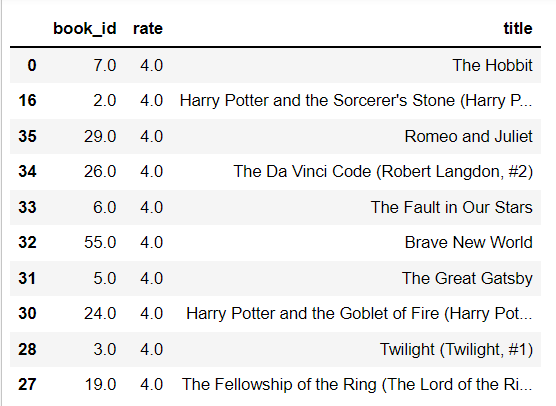 book_id rate title
0 7.0 4.0 The Hobbit
16 2.0 4.0 Harry Potter and the Sorcerer's Stone (Harry P...
35 29.0 4.0 Romeo and Juliet
34 26.0 4.0 The Da Vinci Code (Robert Langdon, #2)
33 6.0 4.0 The Fault in Our Stars
32 55.0 4.0 Brave New World
31 5.0 4.0 The Great Gatsby
30 24.0 4.0 Harry Potter and the Goblet of Fire (Harry Pot...
28 3.0 4.0 Twilight (Twilight, #1)
27 19.0 4.0 The Fellowship of the Ring (The Lord of the Ri...